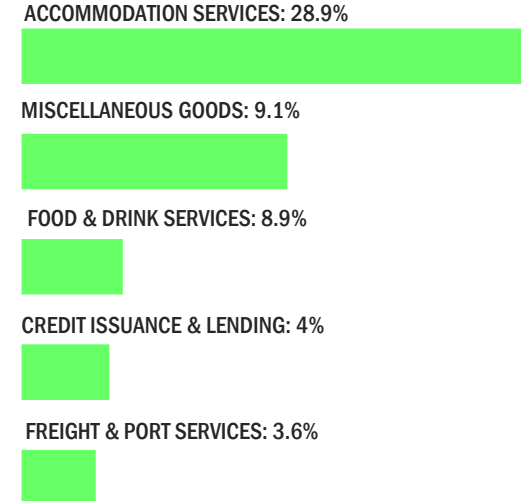 ACCOMMODATION SERVICES: 28.9%
MISCELLANEOUS GOODS: 9.1%
FOOD & DRINK SERVICES: 8.9%
CREDIT ISSUANCE & LENDING: 4%
FREIGHT & PORT SERVICES: 3.6%